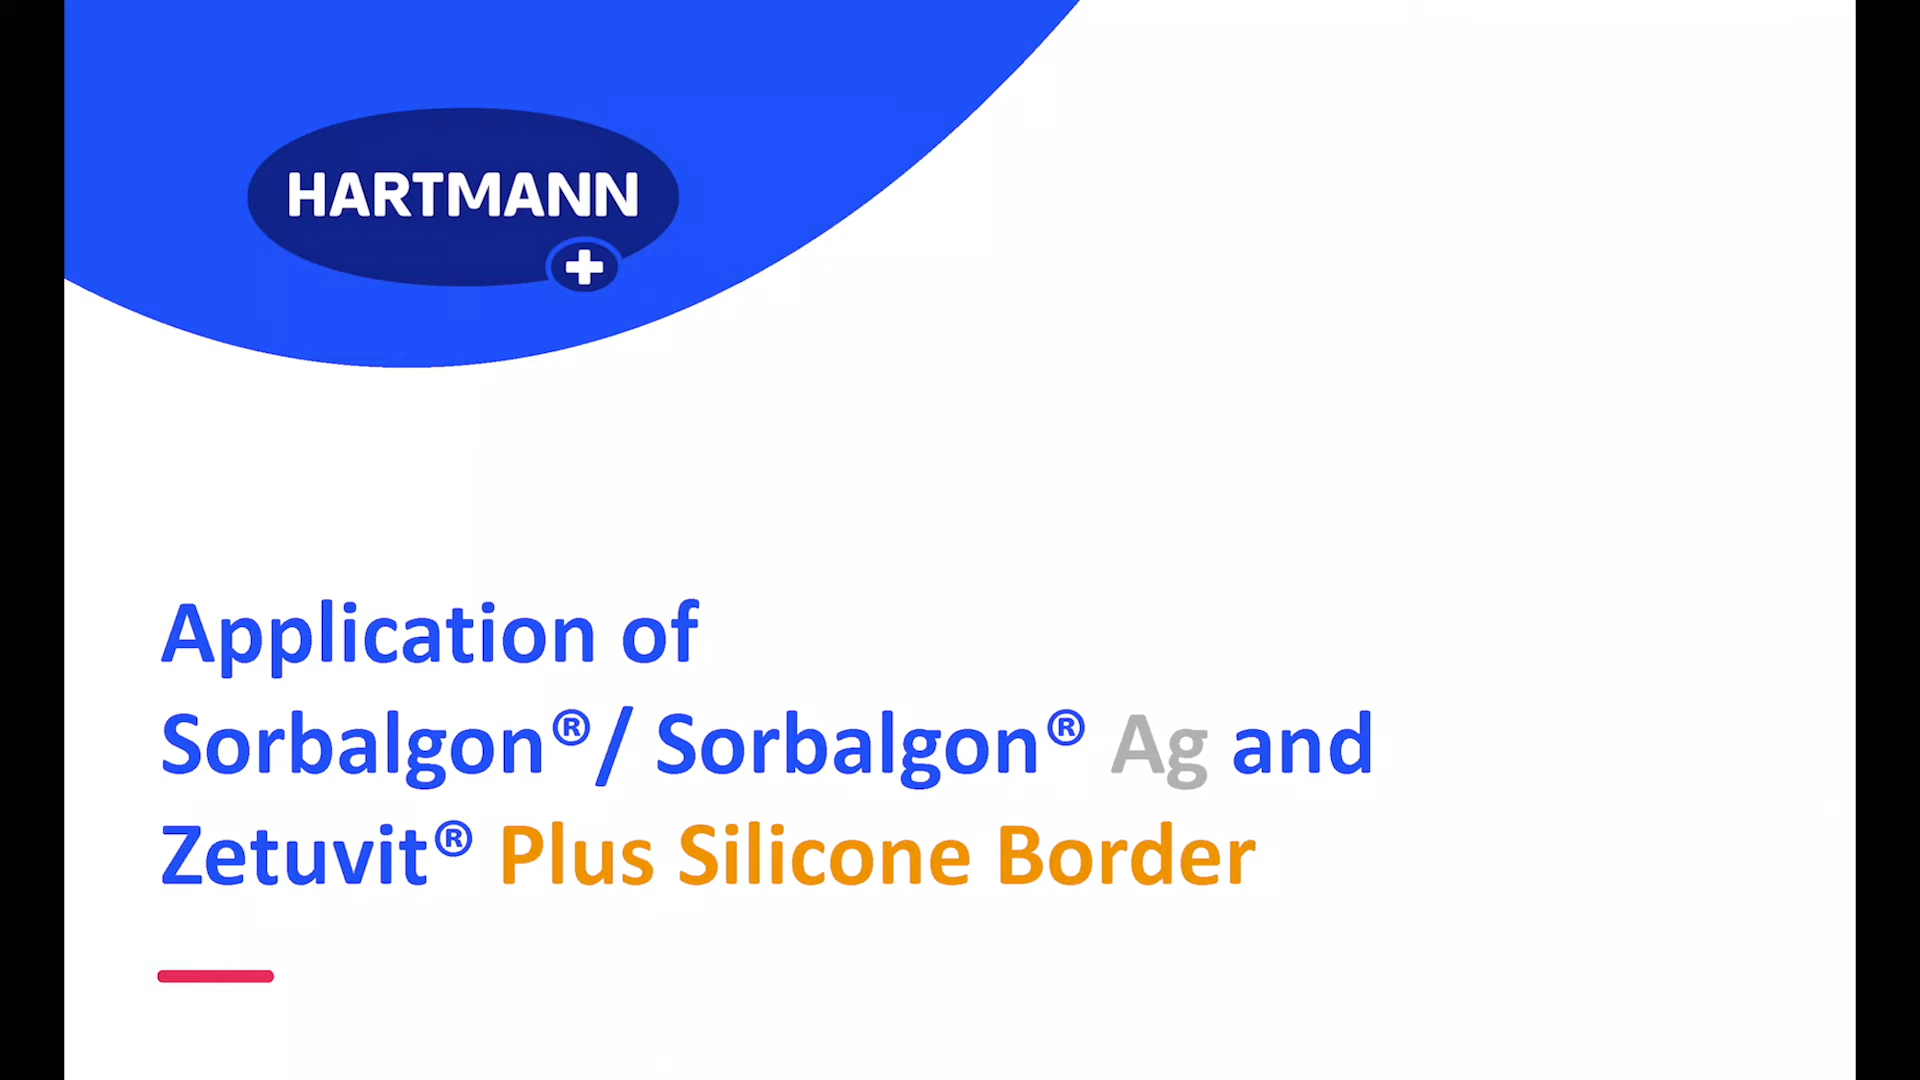 HARTMANN
Application of
Sorbalgon®/ Sorbalgon® Ag and
Zetuvit® Plus Silicone Border